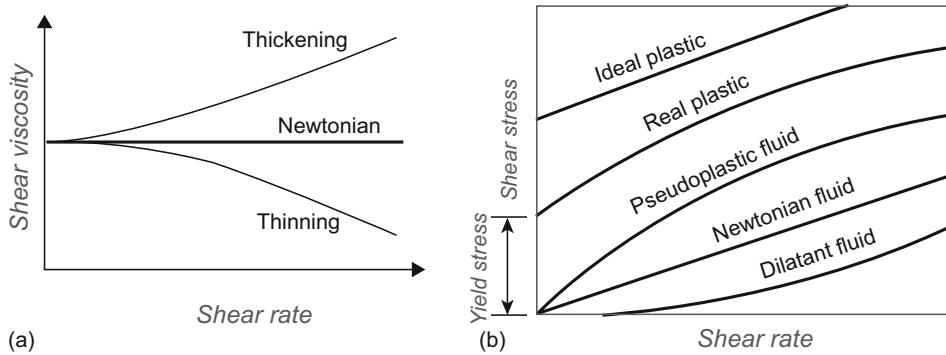 Shear viscosity
Thickening
Newtonian
Thinning
Shear rate
(a)
Yield stress
Shear stress
Ideal plastic
Real plastic
Pseudoplastic fluid
Newtonian fluid
Dilatant fluid
Shear rate
(b)